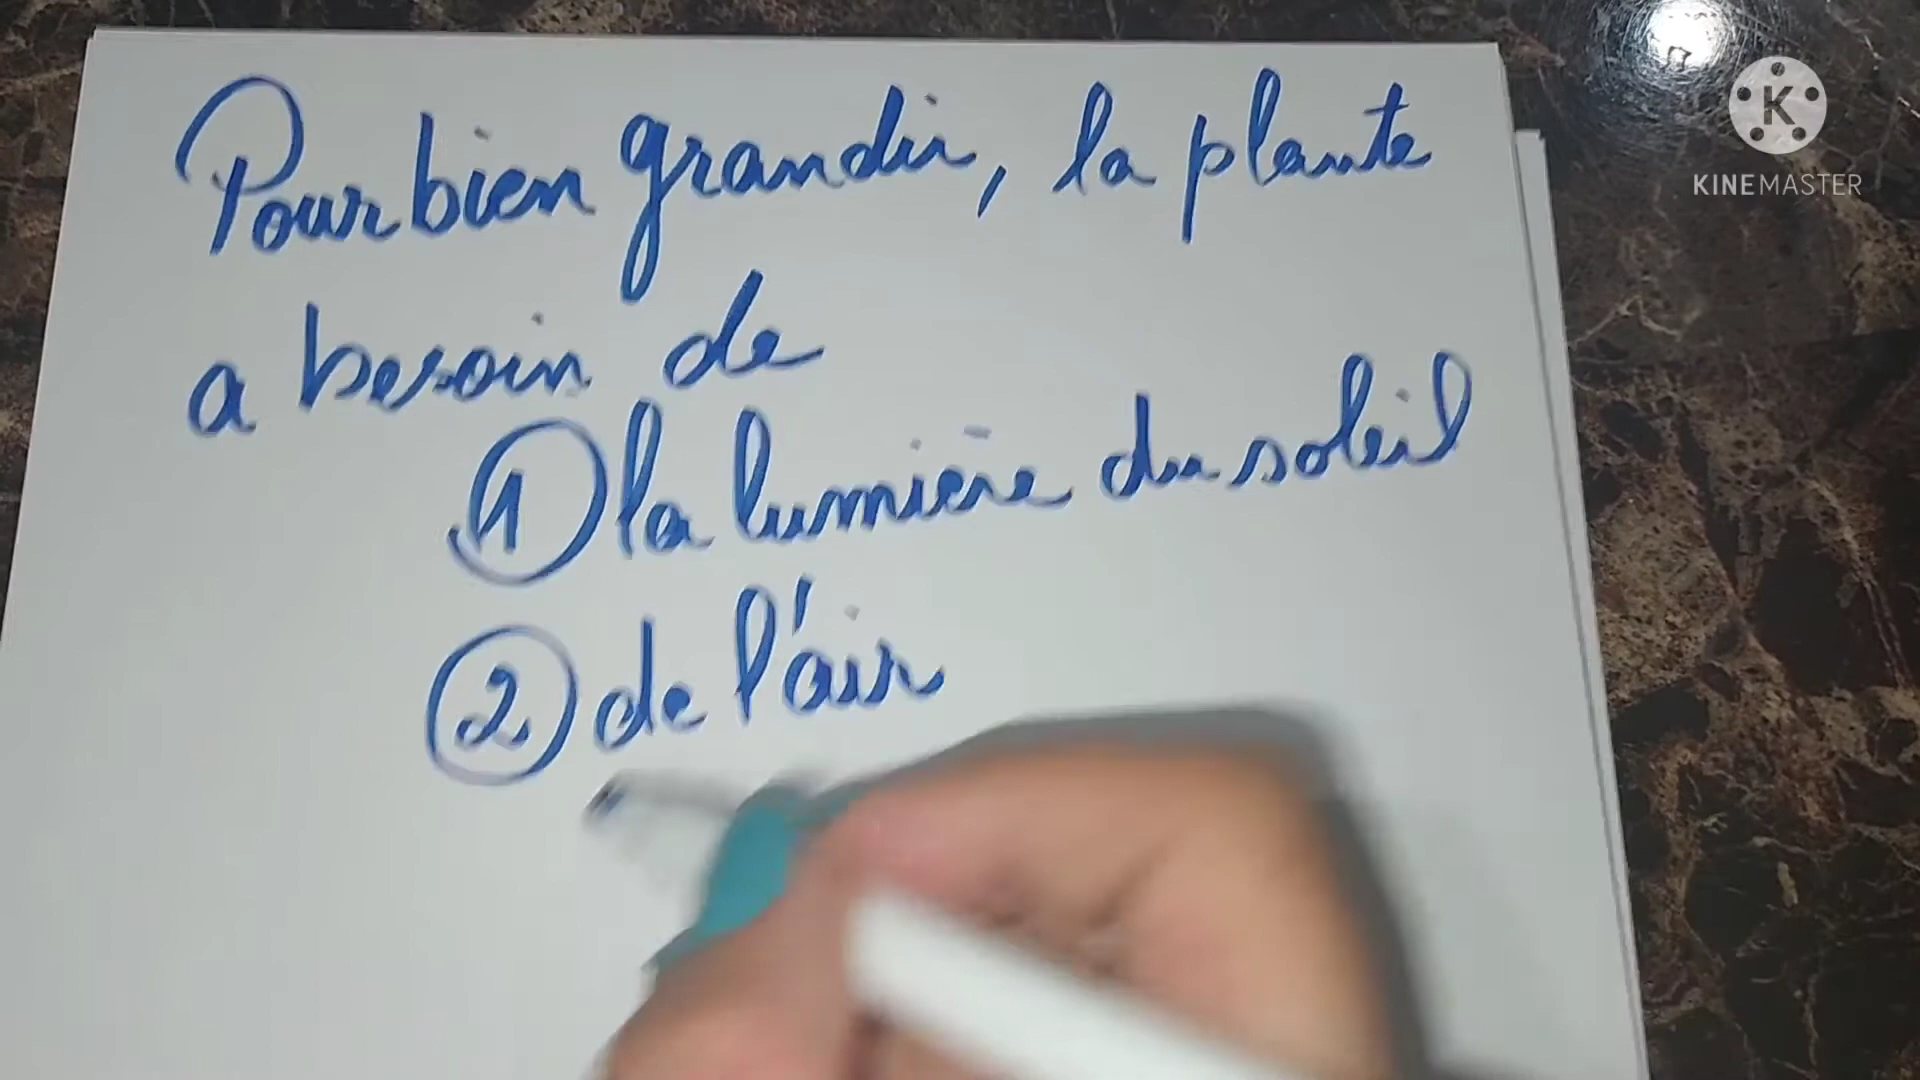 Pour bien grandir, la plante
a besoin de
1 la lumière du soleil
2 de l'air
K
KINEMASTER